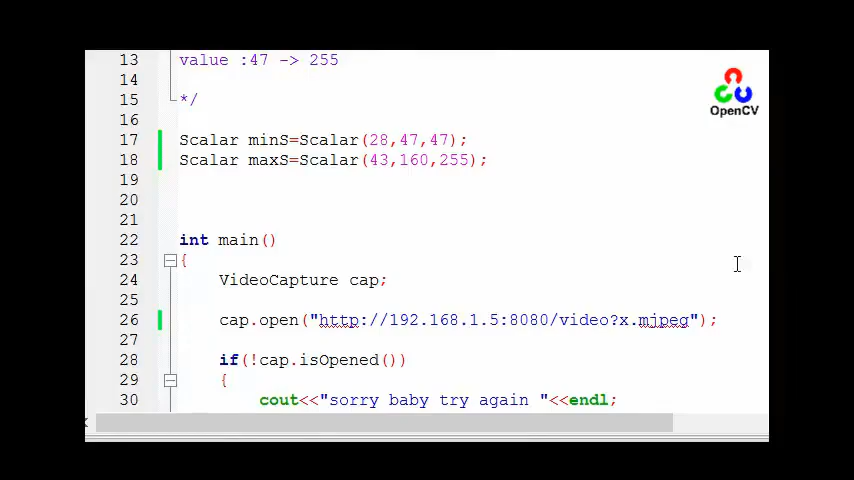 13 value :47 -> 255
14
15 */
16
17 Scalar minS=Scalar(28,47,47);
18 Scalar maxS=Scalar(43,160,255);
19
20
21
22 int main()
23 {
24 VideoCapture cap;
25
26 cap.open("http://192.168.1.5:8080/video?x.mjpeg");
27
28 if(!cap.isOpened())
29 {
30 cout<<"sorry baby try again "<<endl;
OpenCV